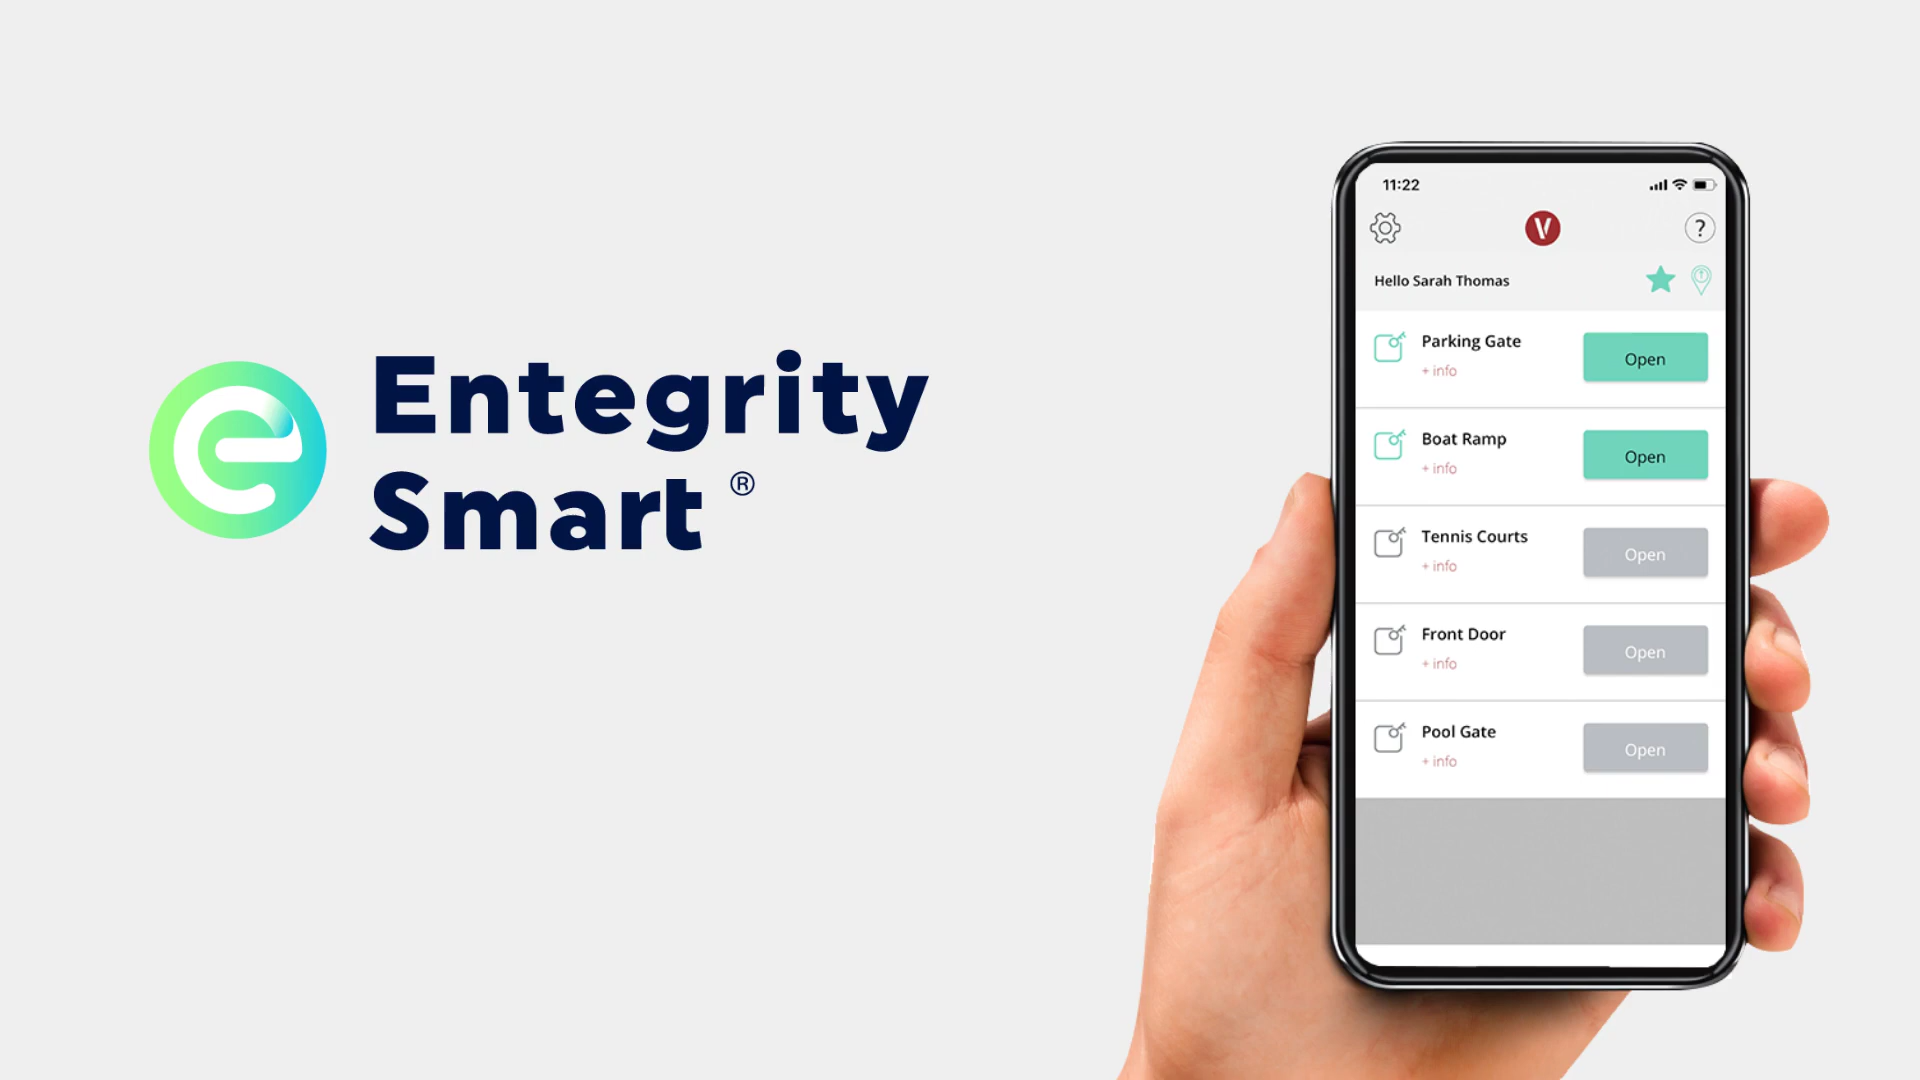 Entegrity
Smart ®
11:22
V
?
Hello Sarah Thomas
Parking Gate
+ info
Open
Boat Ramp
+ info
Open
Tennis Courts
+ info
Open
Front Door
+ info
Open
Pool Gate
+ info
Open